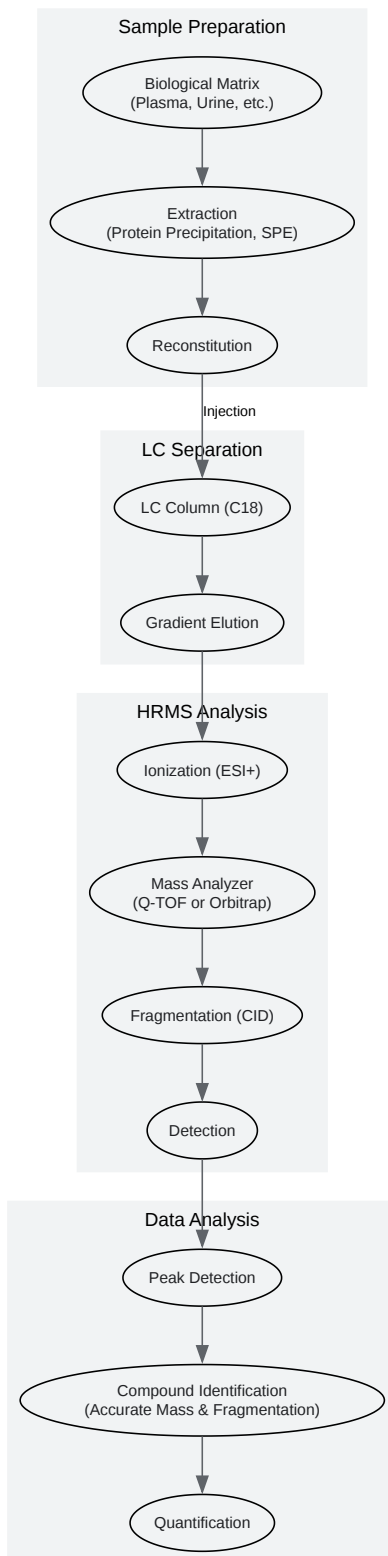 Sample Preparation
Biological Matrix
(Plasma, Urine, etc.)
Extraction
(Protein Precipitation, SPE)
Reconstitution
Injection
LC Separation
LC Column (C18)
Gradient Elution
HRMS Analysis
Ionization (ESI+)
Mass Analyzer
(Q-TOF or Orbitrap)
Fragmentation (CID)
Detection
Data Analysis
Peak Detection
Compound Identification
(Accurate Mass & Fragmentation)
Quantification